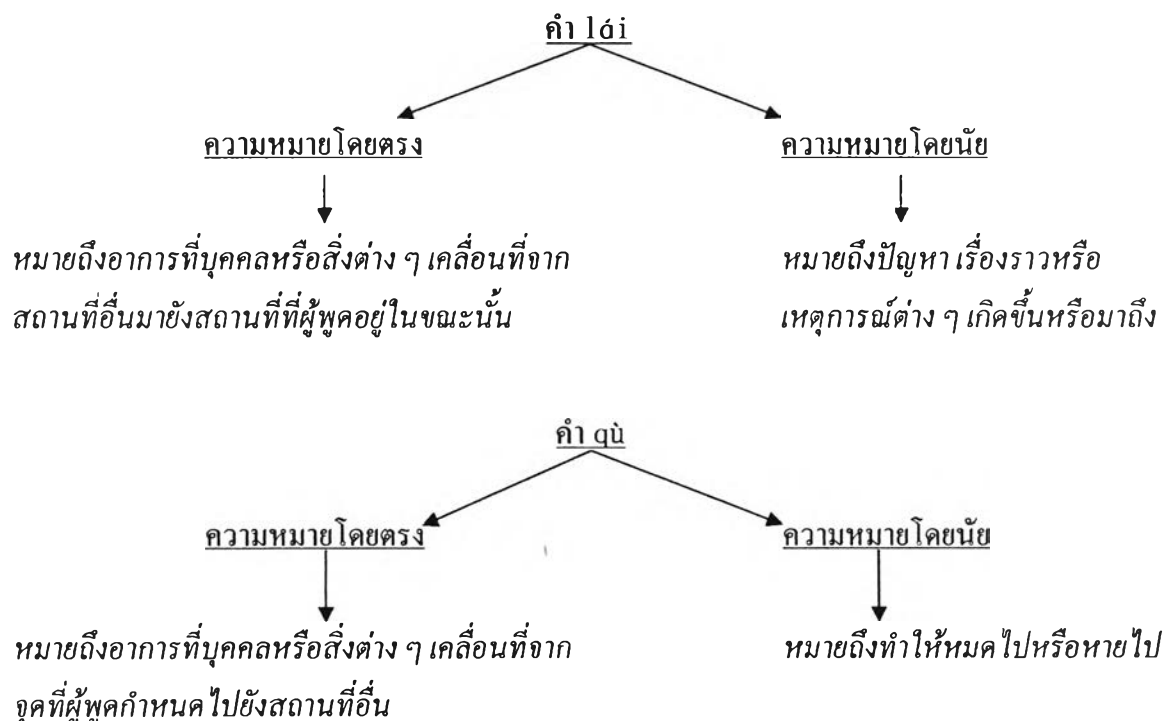 คำ lái
ความหมายโดยตรง ความหมายโดยนัย
หมายถึงอาการที่บุคคลหรือสิ่งต่าง ๆ เคลื่อนที่จาก
สถานที่อื่นมายังสถานที่ที่ผู้พูดอยู่ในขณะนั้น
หมายถึงปัญหา เรื่องราวหรือ
เหตุการณ์ต่าง ๆ เกิดขึ้นหรือมาถึง
คำ qù
ความหมายโดยตรง ความหมายโดยนัย
หมายถึงอาการที่บุคคลหรือสิ่งต่าง ๆ เคลื่อนที่จาก
จุดที่ผู้พูดกำหนดไปยังสถานที่อื่น
หมายถึงทำให้หมดไปหรือหายไป